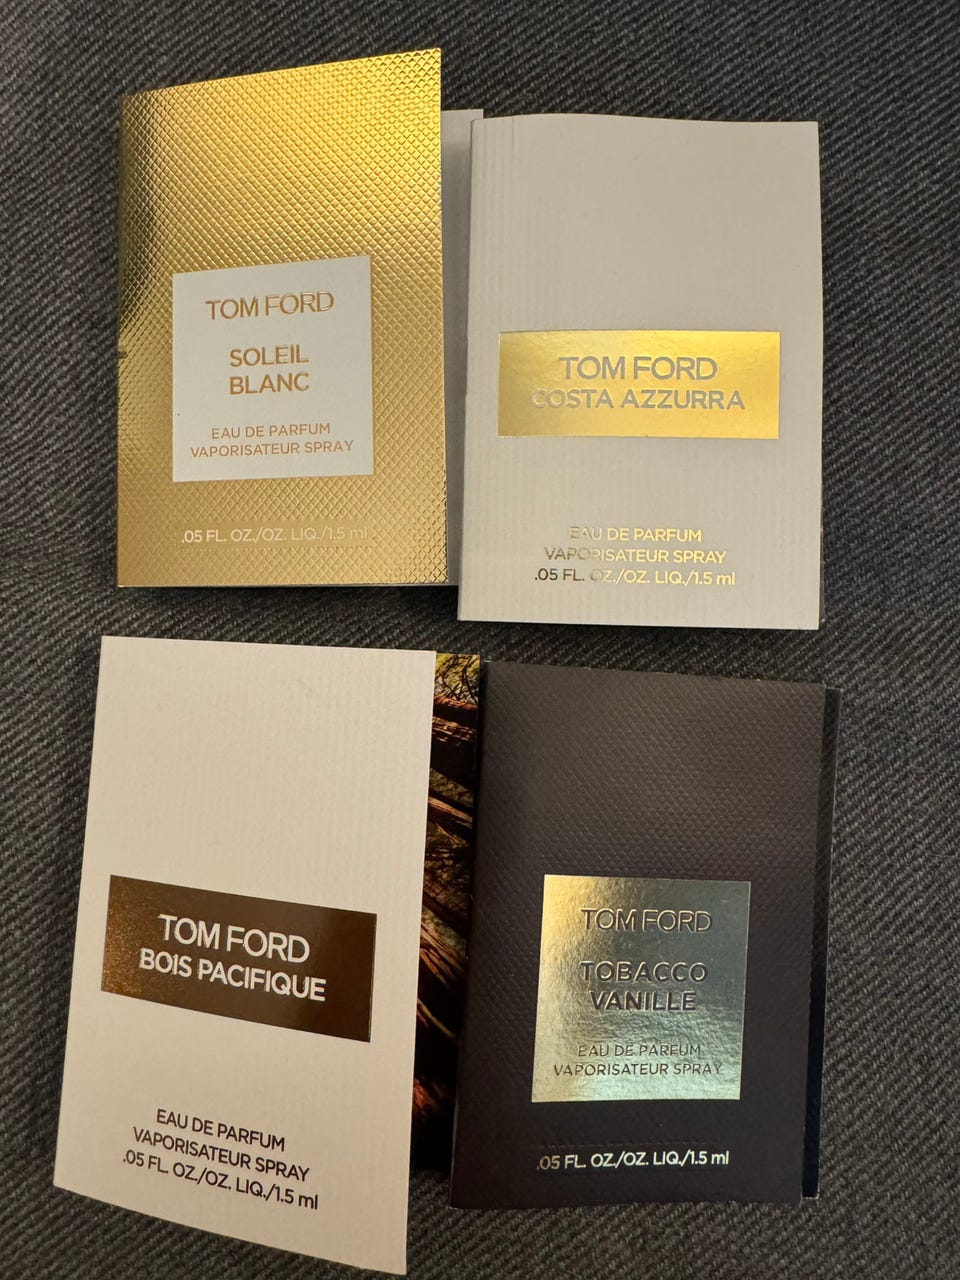 TOM FORD
SOLEIL
BLANC
EAU DE PARFUM
VAPORISATEUR SPRAY
.05 FL. OZ./OZ. LIQ./1.5 ml
TOM FORD
COSTA AZZURRA
EAU DE PARFUM
VAPORISATEUR SPRAY
.05 FL. OZ./OZ. LIQ./1.5 ml
TOM FORD
BOIS PACIFIQUE
EAU DE PARFUM
VAPORISATEUR SPRAY
.05 FL. OZ./OZ. LIQ./1.5 ml
TOM FORD
TOBACCO
VANILLE
EAU DE PARFUM
VAPORISATEUR SPRAY
.05 FL. OZ./OZ. LIQ./1.5 ml